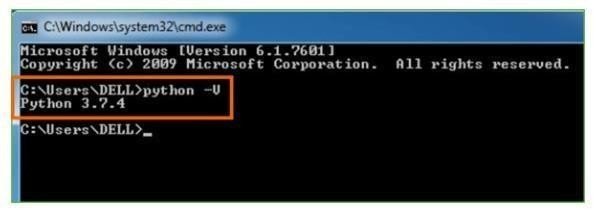 C:\Windows\system32\cmd.exe
Microsoft Windows [Version 6.1.7601]
Copyright (c) 2009 Microsoft Corporation. All rights reserved.
C:\Users\DELL>python -V
Python 3.7.4
C:\Users\DELL>_